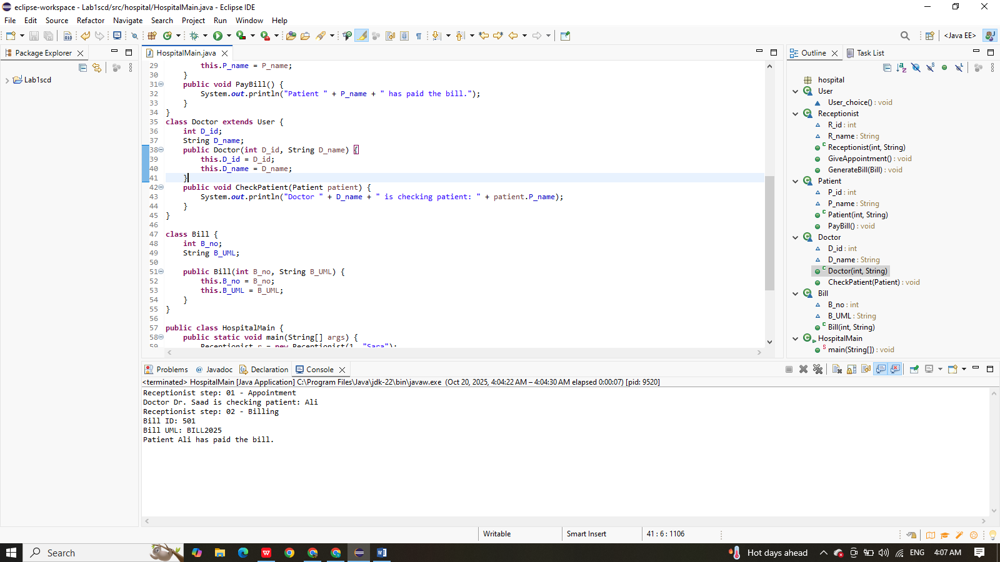 eclipse-workspace - Lab1scd/src/hospital/HospitalMain.java - Eclipse IDE
File Edit Source Refactor Navigate Search Project Run Window Help
<Java EE>
Package Explorer
Lab1scd
HospitalMain.java
29 this.P_name = P_name;
30 }
31 public void PayBill() {
32 System.out.println("Patient " + P_name + " has paid the bill.");
33 }
34 }
35 class Doctor extends User {
36 int D_id;
37 String D_name;
38 public Doctor(int D_id, String D_name) {
39 this.D_id = D_id;
40 this.D_name = D_name;
41 }
42 public void CheckPatient(Patient patient) {
43 System.out.println("Doctor " + D_name + " is checking patient: " + patient.P_name);
44 }
45 }
46
47 class Bill {
48 int B_no;
49 String B_UML;
50
51 public Bill(int B_no, String B_UML) {
52 this.B_no = B_no;
53 this.B_UML = B_UML;
54 }
55 }
56
57 public class HospitalMain {
58 public static void main(String[] args) {
59 Receptionist r = new Receptionist(1, "Sara");
Outline Task List
hospital
User
User_choice() : void
Receptionist
R_id : int
R_name : String
Receptionist(int, String)
GiveAppointment() : void
GenerateBill(Bill) : void
Patient
P_id : int
P_name : String
Patient(int, String)
PayBill() : void
Doctor
D_id : int
D_name : String
Doctor(int, String)
CheckPatient(Patient) : void
Bill
B_no : int
B_UML : String
Bill(int, String)
HospitalMain
main(String[]) : void
Problems Javadoc Declaration Console
<terminated> HospitalMain [Java Application] C:\Program Files\Java\jdk-22\bin\javaw.exe (Oct 20, 2025, 4:04:22 AM – 4:04:30 AM elapsed 0:00:07) [pid: 9520]
Receptionist step: 01 - Appointment
Doctor Dr. Saad is checking patient: Ali
Receptionist step: 02 - Billing
Bill ID: 501
Bill UML: BILL2025
Patient Ali has paid the bill.
Writable Smart Insert 41 : 6 : 1106
Search Hot days ahead ENG 4:07 AM